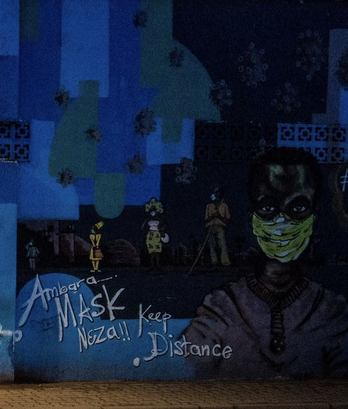 Ambara...
MASK
NEZA!! Keep
. Distance
#